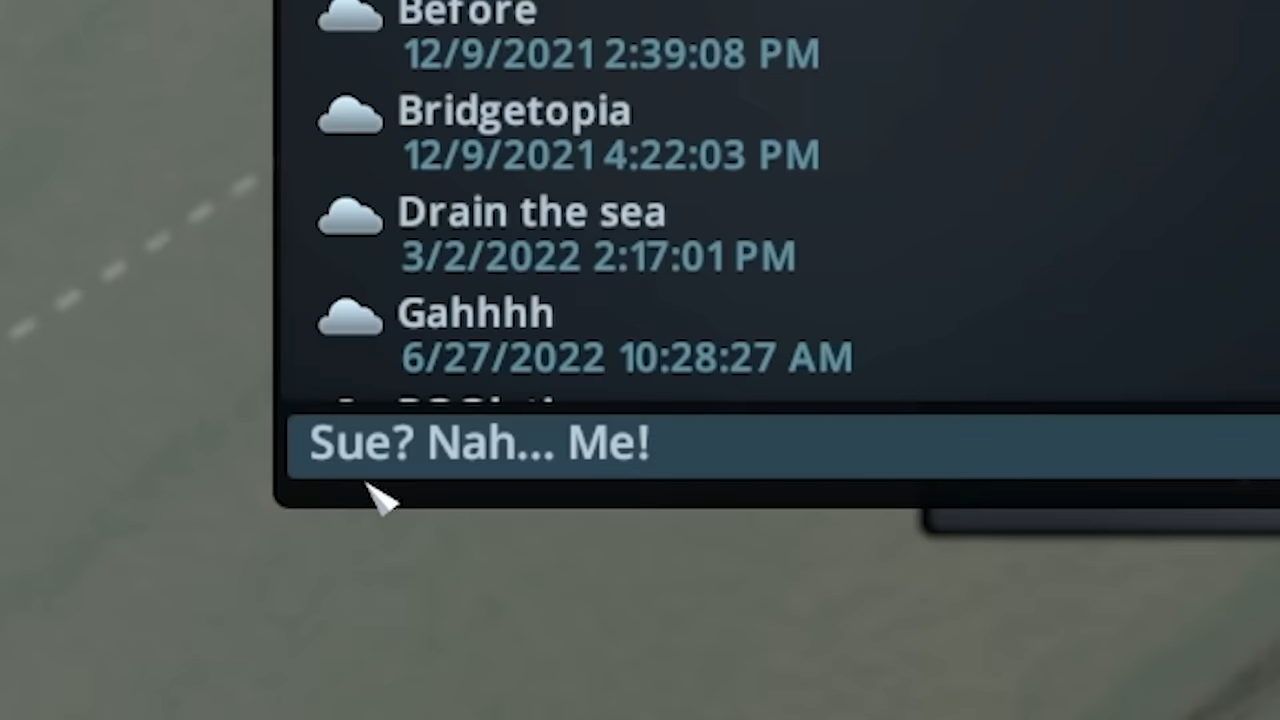 Before
12/9/2021 2:39:08 PM
Bridgetopia
12/9/2021 4:22:03 PM
Drain the sea
3/2/2022 2:17:01 PM
Gahhhh
6/27/2022 10:28:27 AM
Sue? Nah... Me!